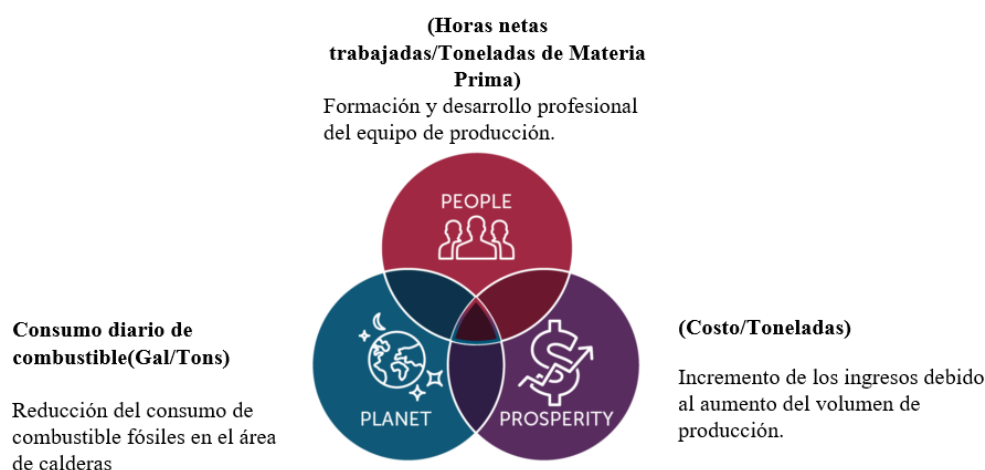 (Horas netas
trabajadas/Toneladas de Materia
Prima)
Formación y desarrollo profesional
del equipo de producción.
PEOPLE
Consumo diario de
combustible(Gal/Tons)
Reducción del consumo de
combustible fósiles en el área
de calderas
PLANET
PROSPERITY
(Costo/Toneladas)
Incremento de los ingresos debido
al aumento del volumen de
producción.